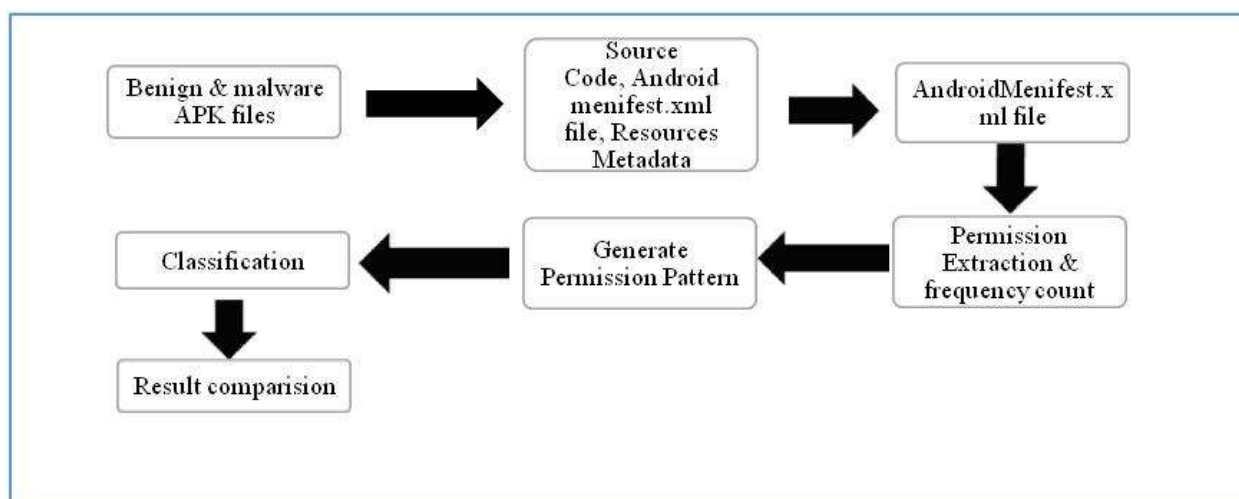 Benign & malware
APK files
Source
Code, Android
menifest.xml
file, Resources
Metadata
AndroidMenifest.x
ml file
Permission
Extraction &
frequency count
Generate
Permission Pattern
Classification
Result comparision